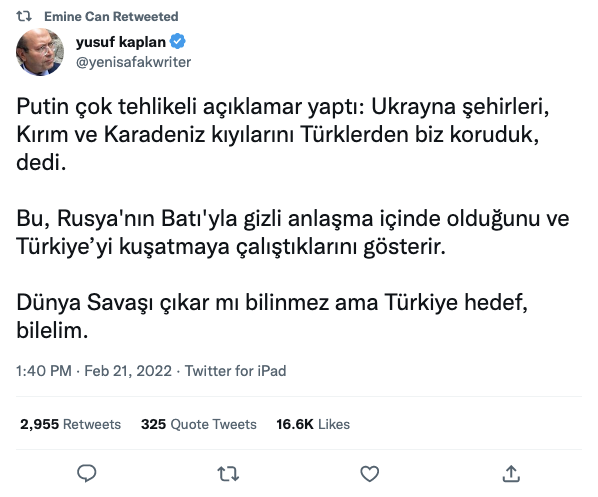 Emine Can Retweeted
yusuf kaplan
@yenisafakwriter
Putin çok tehlikeli açıklamar yaptı: Ukrayna şehirleri,
Kırım ve Karadeniz kıyılarını Türklerden biz koruduk,
dedi.
Bu, Rusya'nın Batı'yla gizli anlaşma içinde olduğunu ve
Türkiye’yi kuşatmaya çalıştıklarını gösterir.
Dünya Savaşı çıkar mı bilinmez ama Türkiye hedef,
bilelim.
1:40 PM · Feb 21, 2022 · Twitter for iPad
2,955 Retweets 325 Quote Tweets 16.6K Likes